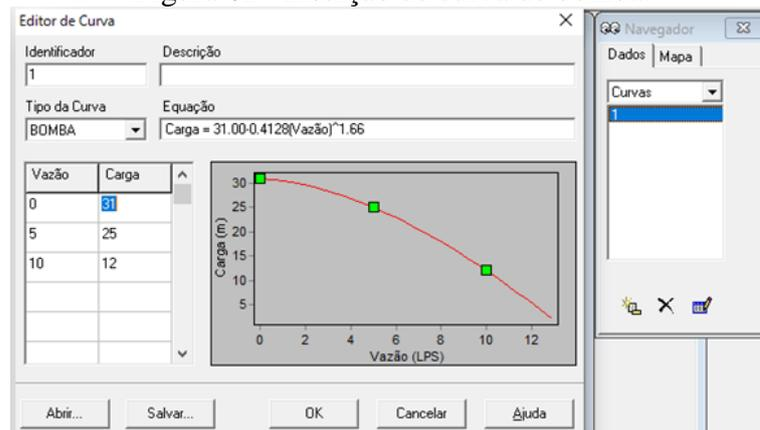 Editor de Curva
Identificador Descrição
1
Tipo da Curva Equação
BOMBA Carga = 31.00-0.4128(Vazão)^1.66
Vazão Carga
0 31
5 25
10 12
Carga (m)
30
25
20
15
10
5
0 2 4 6 8 10 12
Vazão (LPS)
Abrir... Salvar... OK Cancelar Ajuda
Navegador
Dados Mapa
Curvas
1